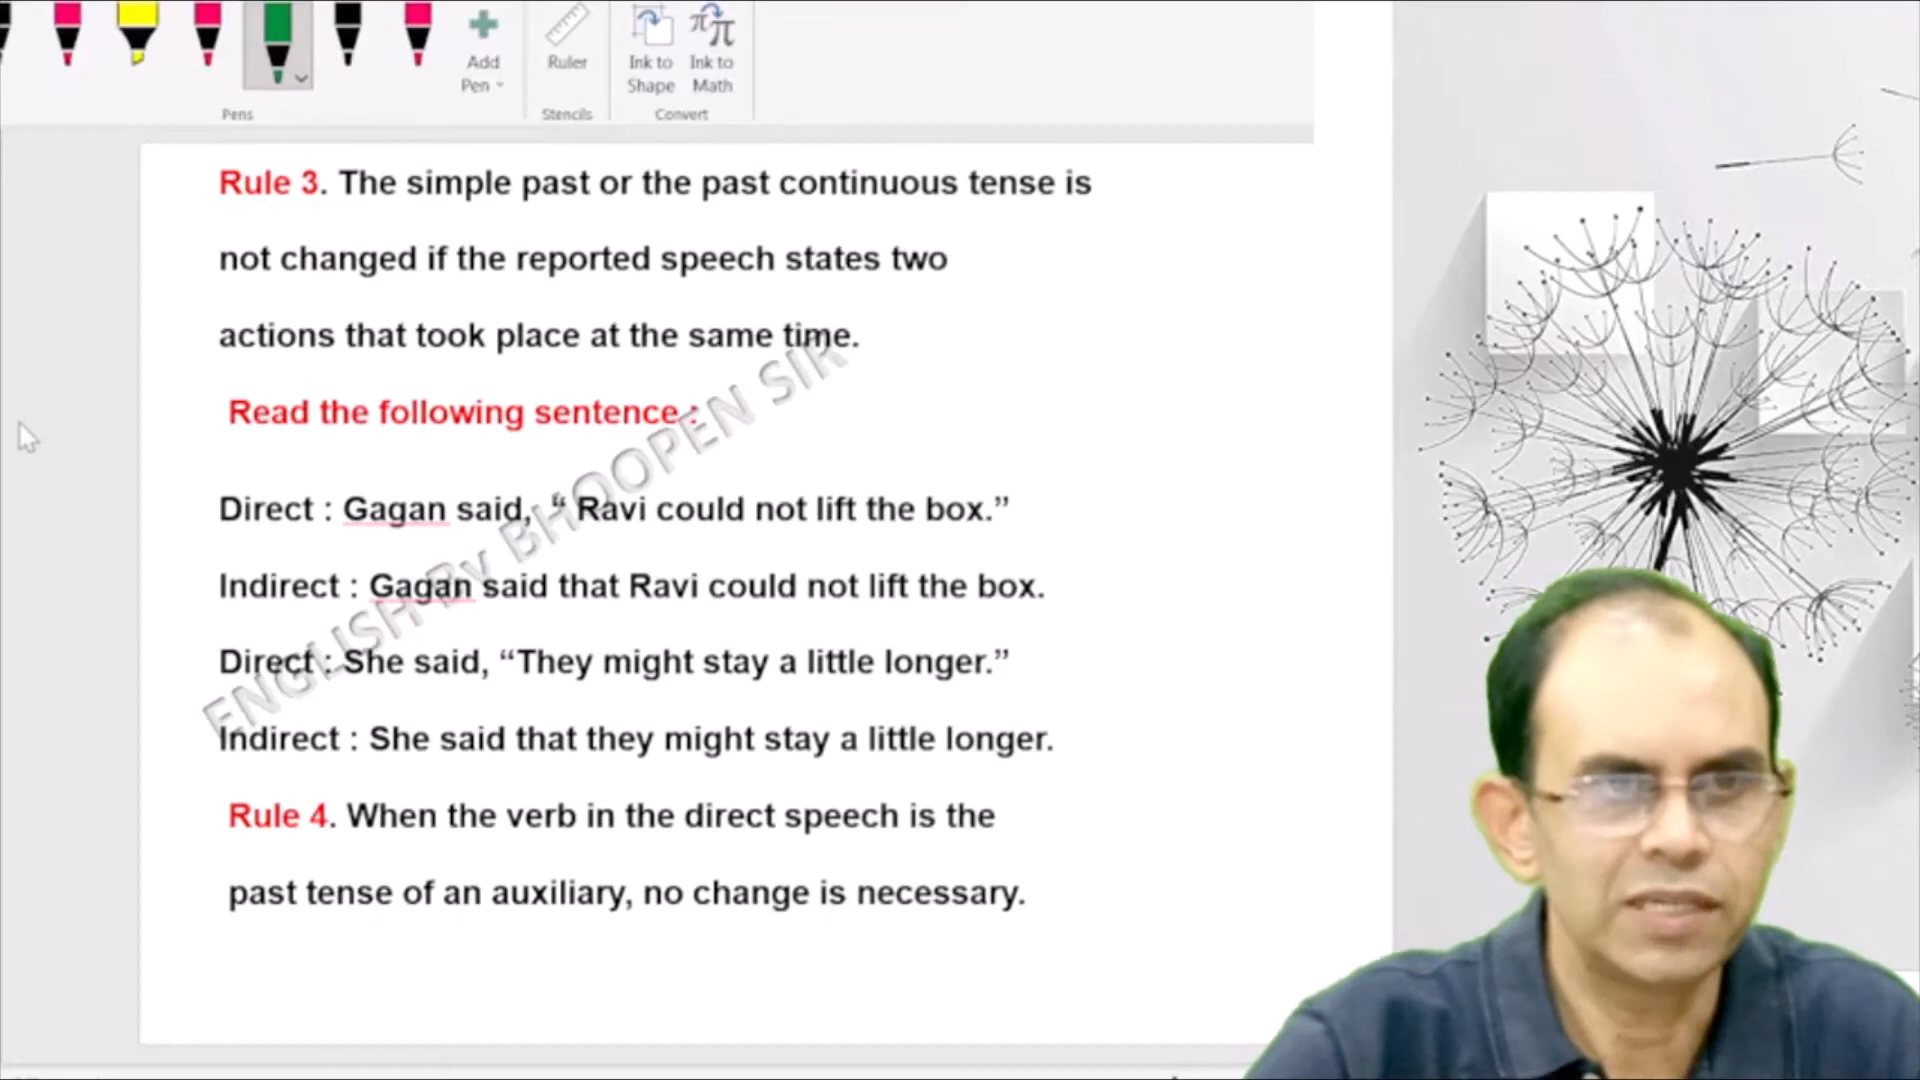 Add
Pen
Ruler
Ink to
Shape
Ink to
Math
Pens
Stencils
Convert
Rule 3. The simple past or the past continuous tense is
not changed if the reported speech states two
actions that took place at the same time.
Read the following sentence :
Direct : Gagan said, “ Ravi could not lift the box.”
Indirect : Gagan said that Ravi could not lift the box.
Direct : She said, “They might stay a little longer.”
Indirect : She said that they might stay a little longer.
Rule 4. When the verb in the direct speech is the
past tense of an auxiliary, no change is necessary.
ENGLISH By BHOOPEN SIR